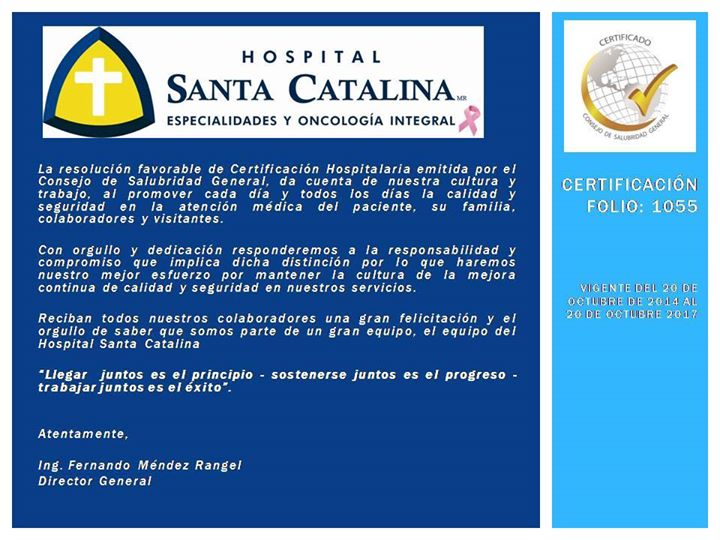 HOSPITAL
SANTA CATALINA MR
ESPECIALIDADES Y ONCOLOGÍA INTEGRAL
La resolución favorable de Certificación Hospitalaria emitida por el
Consejo de Salubridad General, da cuenta de nuestra cultura y
trabajo, al promover cada día y todos los días la calidad y
seguridad en la atención médica del paciente, su familia,
colaboradores y visitantes.
Con orgullo y dedicación responderemos a la responsabilidad y
compromiso que implica dicha distinción por lo que haremos
nuestro mejor esfuerzo por mantener la cultura de la mejora
continua de calidad y seguridad en nuestros servicios.
Reciban todos nuestros colaboradores una gran felicitación y el
orgullo de saber que somos parte de un gran equipo, el equipo del
Hospital Santa Catalina
"Llegar juntos es el principio - sostenerse juntos es el progreso -
trabajar juntos es el éxito".
Atentamente,
Ing. Fernando Méndez Rangel
Director General
CERTIFICADO
CONSEJO DE SALUBRIDAD GENERAL
CERTIFICACIÓN
FOLIO: 1055
VIGENTE DEL 20 DE
OCTUBRE DE 2014 AL
20 DE OCTUBRE 2017